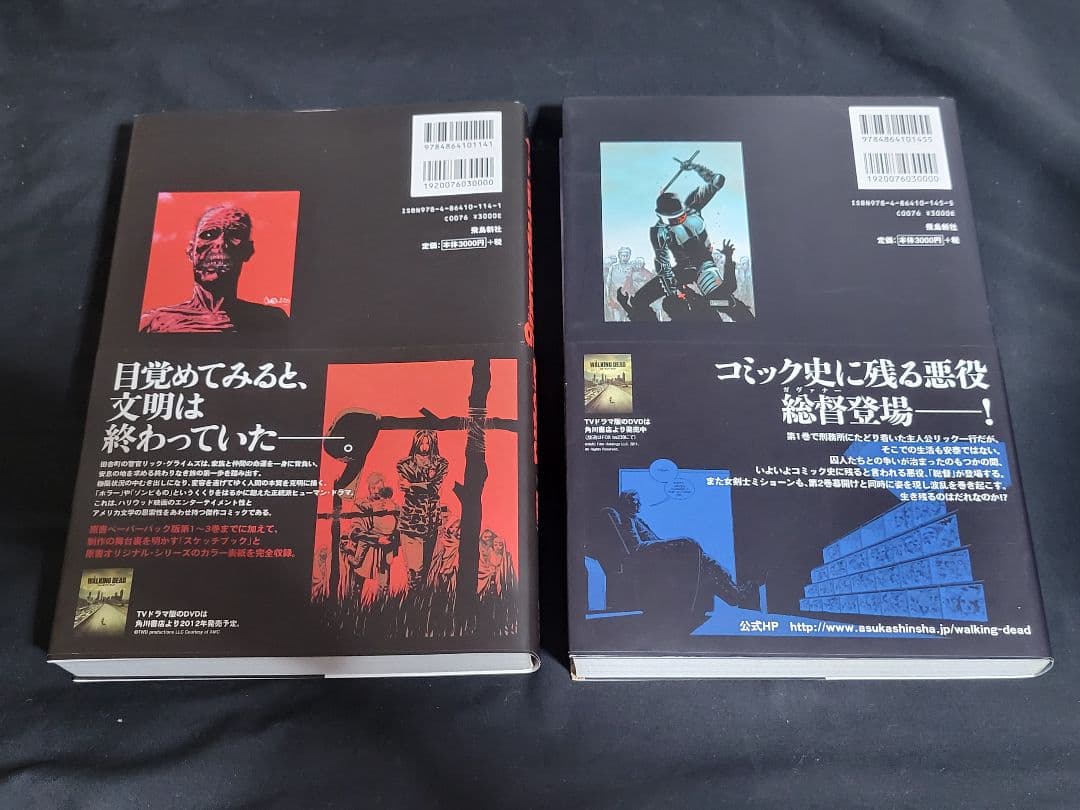 9784864101141
1920076030000
ISBN978-4-86410-114-1
C0076 ¥3000E
飛鳥新社
定価:本体3000円+税
目覚めてみると、
文明は
終わっていた――。
田舎町の警官リック・グライムズは、家族と仲間の命運を一身に背負い、
安息の地を求める終わりなき旅の第一歩を踏み出す。
極限状況の中むき出しになり、変容を遂げてゆく人間の本質を克明に描く、
「ホラー」や「ゾンビもの」というくくりをはるかに超えた正統派ヒューマン・ドラマ。
これは、ハリウッド映画のエンターテイメント性と
アメリカ文学の思索性をあわせ持つ傑作コミックである。
原書ペーパーバック版第1〜3巻までに加えて、
制作の舞台裏を明かす「スケッチブック」と
原書オリジナル・シリーズのカラー表紙を完全収録。
WALKING DEAD
TVドラマ版のDVDは
角川書店より2012年発売予定。
©TWD productions LLC Courtesy of AMC
9784864101455
1920076030000
ISBN978-4-86410-145-5
C0076 ¥3000E
飛鳥新社
定価:本体3000円+税
WALKING DEAD
TVドラマ版のDVDは
角川書店より発売中
コミック史に残る悪役
ガヴァナー
総督登場――!
第1巻で刑務所にたどり着いた主人公リック一行だが、
そこでの生活も安泰ではない。
囚人たちとの争いが治まったのもつかの間、
いよいよコミック史に残ると言われる悪役、「総督」が登場する。
また女剣士ミショーンも、第2巻幕開けと同時に姿を現し波乱を巻き起こす。
生き残るのはだれなのか!?
公式HP http://www.asukashinsha.jp/walking-dead